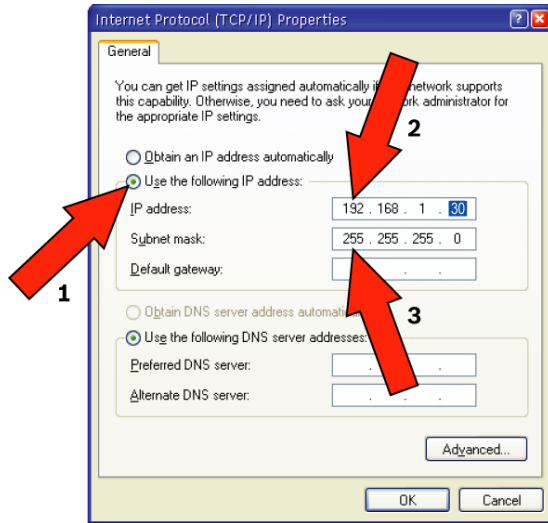 Internet Protocol (TCP/IP) Properties
General
You can get IP settings assigned automatically if network supports
this capability. Otherwise, you need to ask your administrator for
the appropriate IP settings.
2
Obtain an IP address automatically
Use the following IP address:
IP address: 192 . 168 . 1 . 30
Subnet mask: 255 . 255 . 255 . 0
Default gateway: . . .
1
3
Obtain DNS server address
Use the following DNS server addresses:
Preferred DNS server: . . .
Alternate DNS server: . . .
Advanced...
OK Cancel